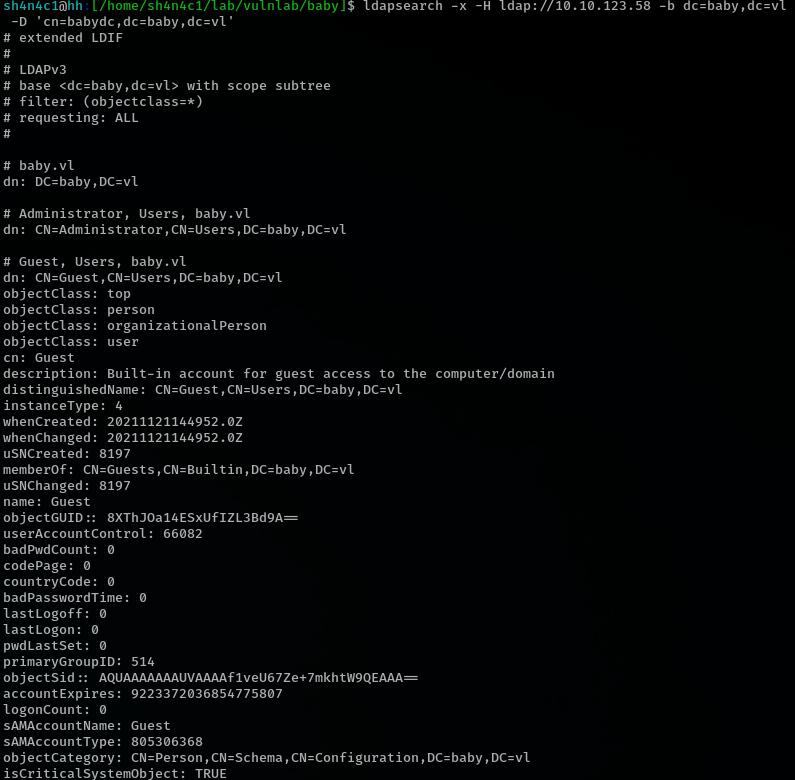 sh4n4c1@hh:[/home/sh4n4c1/lab/vulnlab/baby]$ ldapsearch -x -H ldap://10.10.123.58 -b dc=baby,dc=vl
 -D 'cn=babydc,dc=baby,dc=vl'
# extended LDIF
#
# LDAPv3
# base <dc=baby,dc=vl> with scope subtree
# filter: (objectclass=*)
# requesting: ALL
#
# baby.vl
dn: DC=baby,DC=vl
# Administrator, Users, baby.vl
dn: CN=Administrator,CN=Users,DC=baby,DC=vl
# Guest, Users, baby.vl
dn: CN=Guest,CN=Users,DC=baby,DC=vl
objectClass: top
objectClass: person
objectClass: organizationalPerson
objectClass: user
cn: Guest
description: Built-in account for guest access to the computer/domain
distinguishedName: CN=Guest,CN=Users,DC=baby,DC=vl
instanceType: 4
whenCreated: 20211121144952.0Z
whenChanged: 20211121144952.0Z
uSNCreated: 8197
memberOf: CN=Guests,CN=Builtin,DC=baby,DC=vl
uSNChanged: 8197
name: Guest
objectGUID:: 8XThJOa14ESxUfIZL3Bd9A==
userAccountControl: 66082
badPwdCount: 0
codePage: 0
countryCode: 0
badPasswordTime: 0
lastLogoff: 0
lastLogon: 0
pwdLastSet: 0
primaryGroupID: 514
objectSid:: AQUAAAAAAAUVAAAAf1veU67Ze+7mkhtW9QEAAA==
accountExpires: 9223372036854775807
logonCount: 0
sAMAccountName: Guest
sAMAccountType: 805306368
objectCategory: CN=Person,CN=Schema,CN=Configuration,DC=baby,DC=vl
isCriticalSystemObject: TRUE